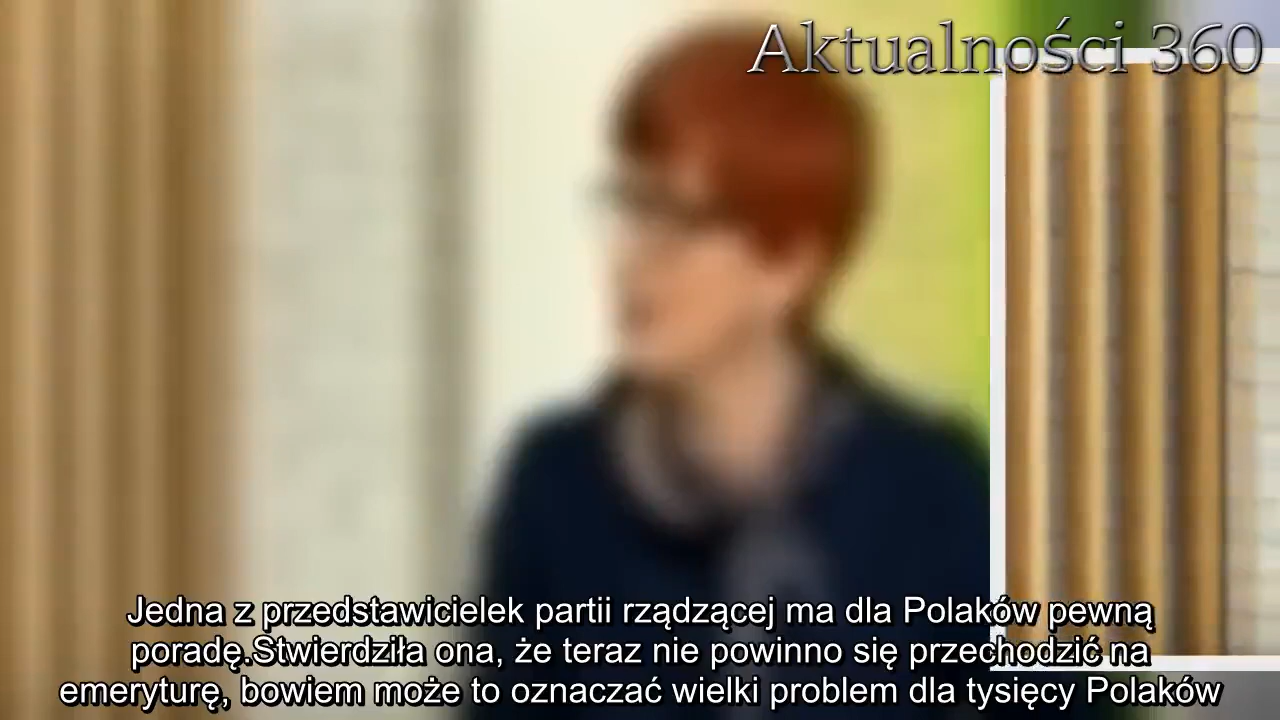 Aktualności 360
Jedna z przedstawicielek partii rządzącej ma dla Polaków pewną
poradę.Stwierdziła ona, że teraz nie powinno się przechodzić na
emeryturę, bowiem może to oznaczać wielki problem dla tysięcy Polaków